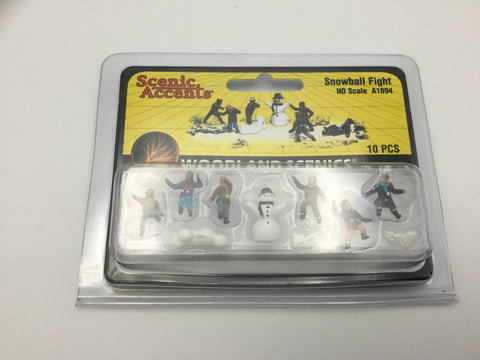 Scenic
Accents
Snowball Fight
HO Scale A1894
10 PCS
WOODLAND SCENICS